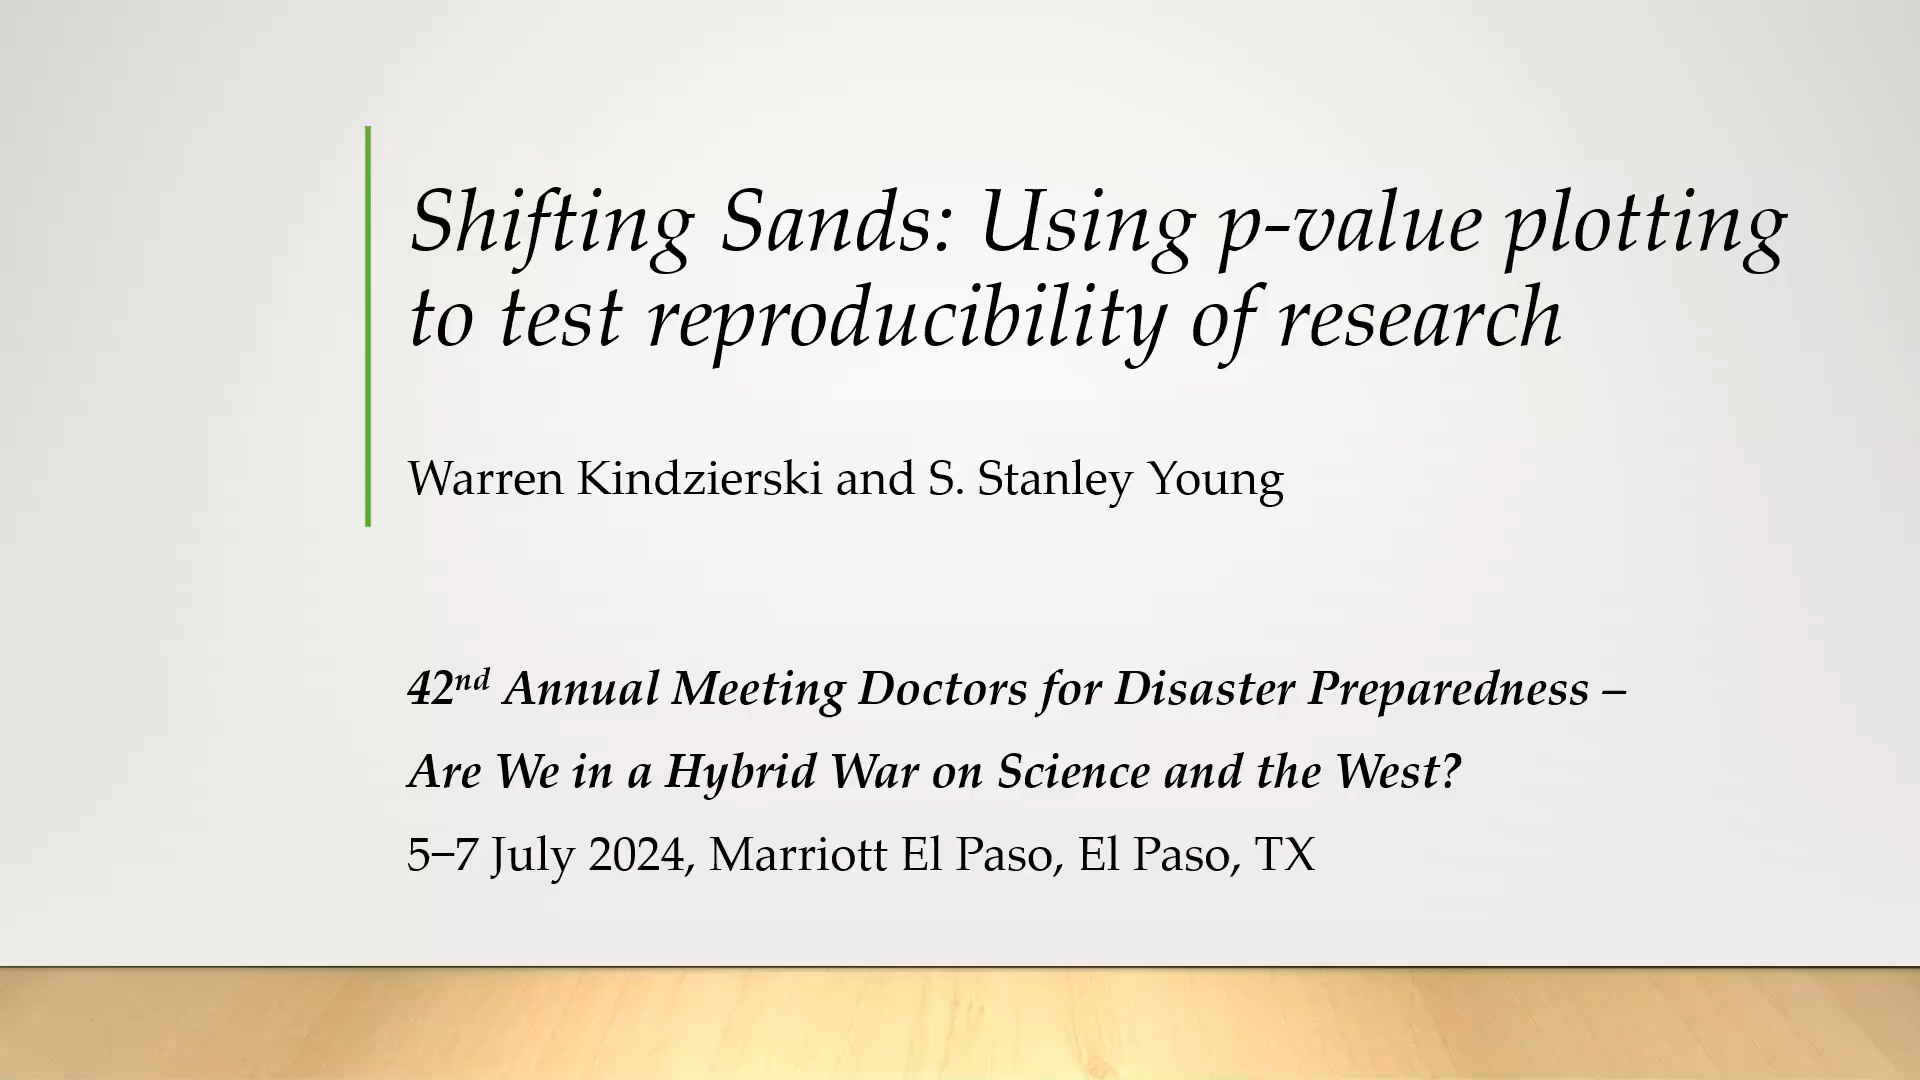 Shifting Sands: Using p-value plotting
to test reproducibility of research
Warren Kindzierski and S. Stanley Young
42nd Annual Meeting Doctors for Disaster Preparedness –
Are We in a Hybrid War on Science and the West?
5–7 July 2024, Marriott El Paso, El Paso, TX